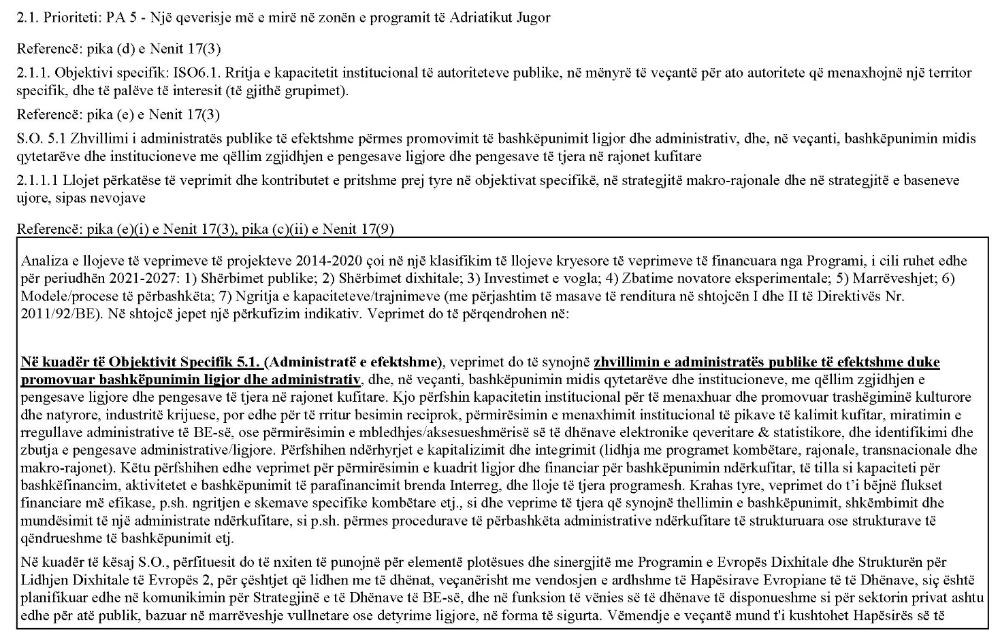 2.1. Prioriteti: PA 5 - Një qeverisje më e mirë në zonën e programit të Adriatikut Jugor
Referencë: pika (d) e Nenit 17(3)
2.1.1. Objektivi specifik: ISO6.1. Rritja e kapacitetit institucional të autoriteteve publike, në mënyrë të veçantë për ato autoritete që menaxhojnë një territor
specifik, dhe të palëve të interesit (të gjithë grupimet).
Referencë: pika (e) e Nenit 17(3)
S.O. 5.1 Zhvillimi i administratës publike të efektshme përmes promovimit të bashkëpunimit ligjor dhe administrativ, dhe, në veçanti, bashkëpunimin midis
qytetarëve dhe institucioneve me qëllim zgjidhjen e pengesave ligjore dhe pengesave të tjera në rajonet kufitare
2.1.1.1 Llojet përkatëse të veprimit dhe kontributet e pritshme prej tyre në objektivat specifikë, në strategjitë makro-rajonale dhe në strategjitë e baseneve
ujore, sipas nevojave
Referencë: pika (e)(i) e Nenit 17(3), pika (c)(ii) e Nenit 17(9)
Analiza e llojeve të veprimeve të projekteve 2014-2020 çoi në një klasifikim të llojeve kryesore të veprimeve të financuara nga Programi, i cili ruhet edhe
për periudhën 2021-2027: 1) Shërbimet publike; 2) Shërbimet dixhitale; 3) Investimet e vogla; 4) Zbatime novatore eksperimentale; 5) Marrëveshjet; 6)
Modele/procese të përbashkëta; 7) Ngritja e kapaciteteve/trajnimeve (me përjashtim të masave të renditura në shtojcën I dhe II të Direktivës Nr.
2011/92/BE). Në shtojcë jepet një përkufizim indikativ. Veprimet do të përqendrohen në:
Në kuadër të Objektivit Specifik 5.1. (Administratë e efektshme), veprimet do të synojnë zhvillimin e administratës publike të efektshme duke
promovuar bashkëpunimin ligjor dhe administrativ, dhe, në veçanti, bashkëpunimin midis qytetarëve dhe institucioneve, me qëllim zgjidhjen e
pengesave ligjore dhe pengesave të tjera në rajonet kufitare. Kjo përfshin kapacitetin institucional për të menaxhuar dhe promovuar trashëgiminë kulturore
dhe natyrore, industritë krijuese, por edhe për të rritur besimin reciprok, përmirësimin e menaxhimit institucional të pikave të kalimit kufitar, miratimin e
rregullave administrative të BE-së, ose përmirësimin e mbledhjes/aksesueshmërisë së të dhënave elektronike qeveritare & statistikore, dhe identifikimi dhe
zbutja e pengesave administrative/ligjore. Përfshihen ndërhyrjet e kapitalizimit dhe integrimit (lidhja me programet kombëtare, rajonale, transnacionale dhe
makro-rajonet). Këtu përfshihen edhe veprimet për përmirësimin e kuadrit ligjor dhe financiar për bashkëpunimin ndërkufitar, të tilla si kapaciteti për
bashkëfinancim, aktivitetet e bashkëpunimit të parafinancimit brenda Interreg, dhe lloje të tjera programesh. Krahas tyre, veprimet do t'i bëjnë flukset
financiare më efikase, p.sh. ngritjen e skemave specifike kombëtare etj., si dhe veprime të tjera që synojnë thellimin e bashkëpunimit, shkëmbimit dhe
mundësimit të një administrate ndërkufitare, si p.sh. përmes procedurave të përbashkëta administrative ndërkufitare të strukturuara ose strukturave të
qëndrueshme të bashkëpunimit etj.
Në kuadër të kësaj S.O., përfituesit do të nxiten të punojnë për elementë plotësues dhe sinergjitë me Programin e Evropës Dixhitale dhe Strukturën për
Lidhjen Dixhitale të Evropës 2, për çështjet që lidhen me të dhënat, veçanërisht me vendosjen e ardhshme të Hapësirave Evropiane të të Dhënave, siç është
planifikuar edhe në komunikimin për Strategjinë e të Dhënave të BE-së, dhe në funksion të vënies së të dhënave të disponueshme si për sektorin privat ashtu
edhe për atë publik, bazuar në marrëveshje vullnetare ose detyrime ligjore, në forma të sigurta. Vëmendje e veçantë mund t'i kushtohet Hapësirës së të